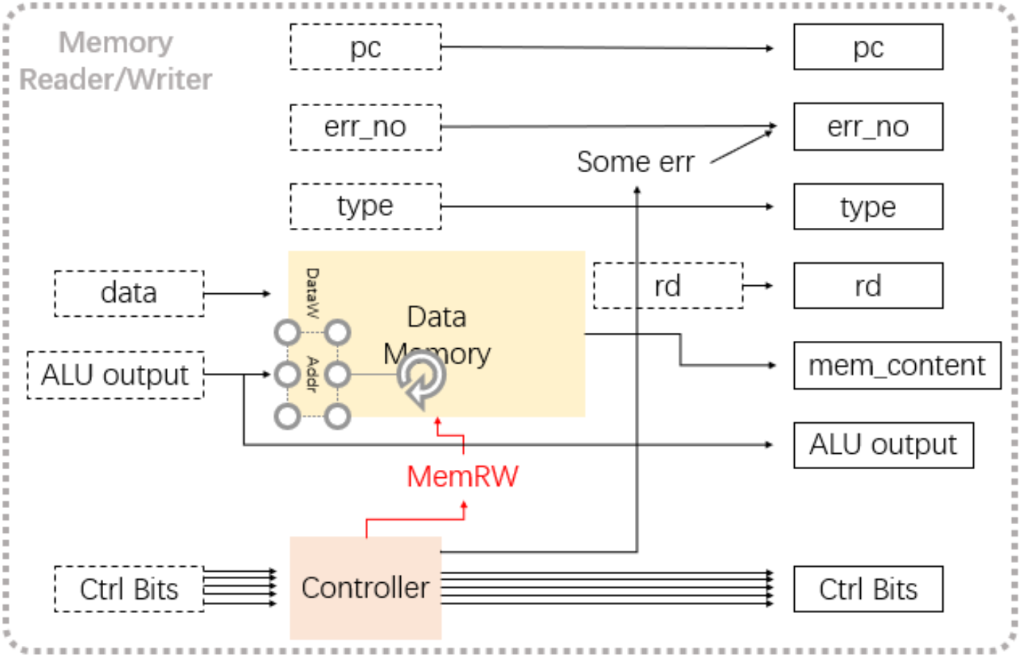 Memory
Reader/Writer
pc
pc
err_no
err_no
Some err
type
type
data
DataW
Data
Memory
rd
rd
ALU output
Addr
mem_content
ALU output
MemRW
Ctrl Bits
Controller
Ctrl Bits